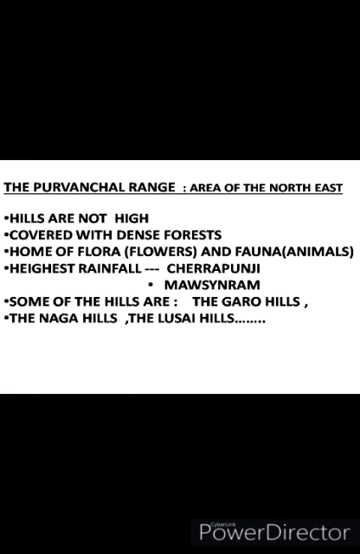 THE PURVANCHAL RANGE : AREA OF THE NORTH EAST
•HILLS ARE NOT HIGH
•COVERED WITH DENSE FORESTS
•HOME OF FLORA (FLOWERS) AND FAUNA(ANIMALS)
•HEIGHEST RAINFALL --- CHERRAPUNJI
• MAWSYNRAM
•SOME OF THE HILLS ARE : THE GARO HILLS ,
•THE NAGA HILLS ,THE LUSAI HILLS........
CyberLink
PowerDirector